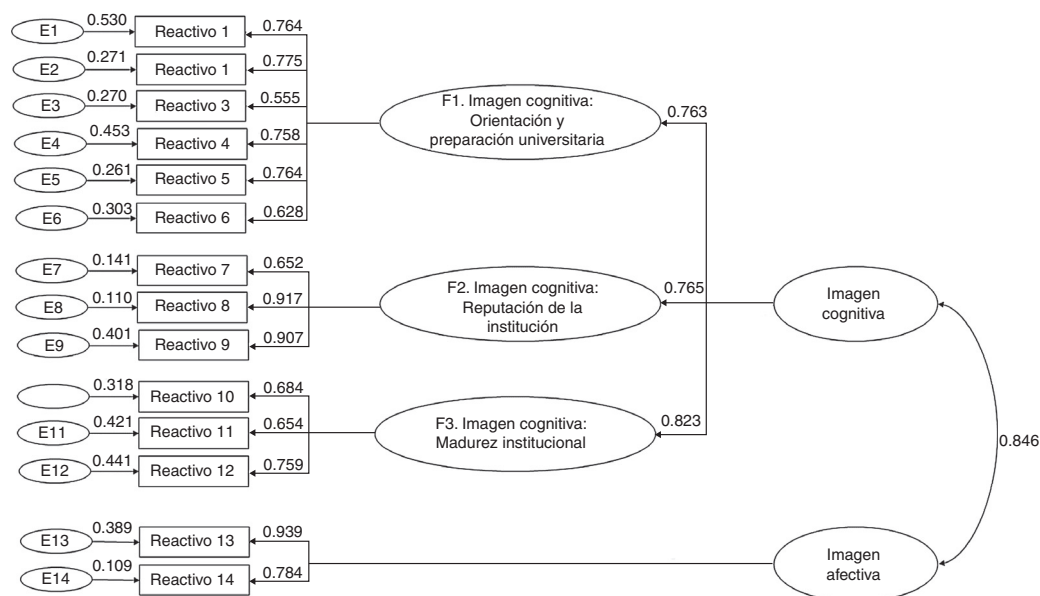 E1 0.530 Reactivo 1 0.764
E2 0.271 Reactivo 1 0.775
E3 0.270 Reactivo 3 0.555
E4 0.453 Reactivo 4 0.758
E5 0.261 Reactivo 5 0.764
E6 0.303 Reactivo 6 0.628
F1. Imagen cognitiva:
Orientación y
preparación universitaria
0.763
E7 0.141 Reactivo 7 0.652
E8 0.110 Reactivo 8 0.917
E9 0.401 Reactivo 9 0.907
F2. Imagen cognitiva:
Reputación de la
institución
0.765
Imagen
cognitiva
0.318 Reactivo 10 0.684
E11 0.421 Reactivo 11 0.654
E12 0.441 Reactivo 12 0.759
F3. Imagen cognitiva:
Madurez institucional
0.823
0.846
E13 0.389 Reactivo 13 0.939
E14 0.109 Reactivo 14 0.784
Imagen
afectiva